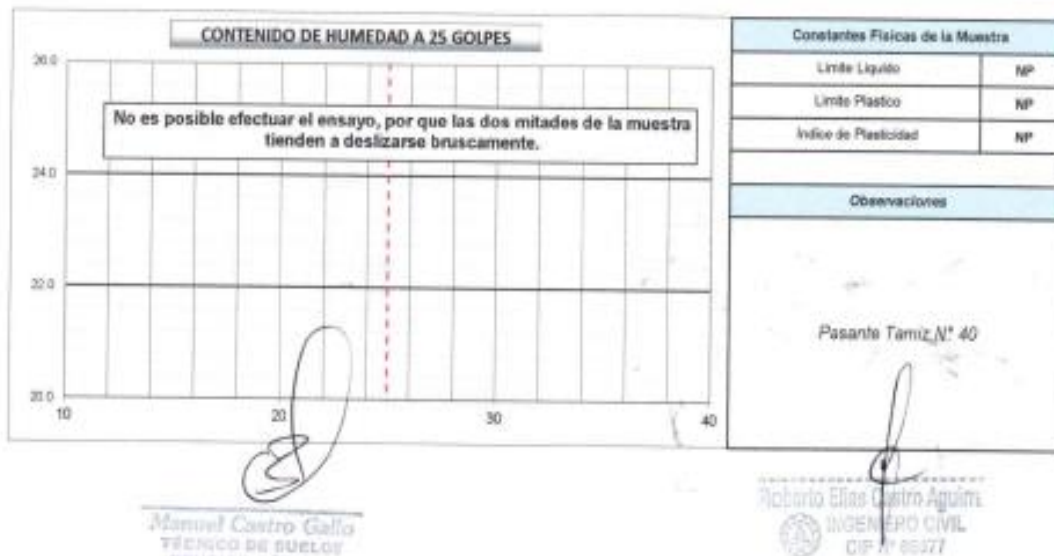 CONTENIDO DE HUMEDAD A 25 GOLPES
26.0
No es posible efectuar el ensayo, por que las dos mitades de la muestra
tienden a deslizarse bruscamente.
24.0
22.0
20.0
10
20
30
40
Constantes Físicas de la Muestra
Limite Liquido NP
Limite Plastico NP
Indice de Plasticidad NP
Observaciones
Pasante Tamiz N° 40
Manuel Castro Gallo
TÉCNICO DE SUELOS
Roberto Elias Castro Aguirre
INGENIERO CIVIL
CIP N°